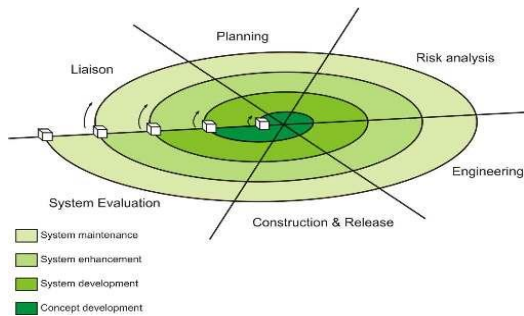 Planning
Risk analysis
Liaison
Engineering
System Evaluation
Construction & Release
System maintenance
System enhancement
System development
Concept development